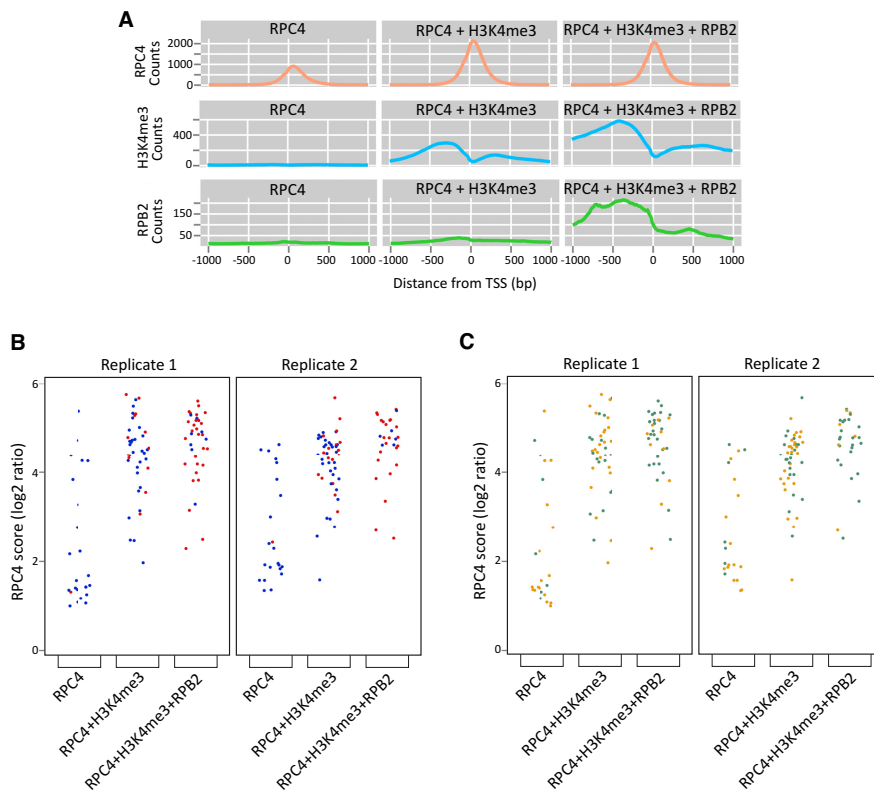 A
RPC4
RPC4 + H3K4me3
RPC4 + H3K4me3 + RPB2
RPC4
Counts
2000
1000
0
RPC4
RPC4 + H3K4me3
RPC4 + H3K4me3 + RPB2
H3K4me3
Counts
400
0
RPC4
RPC4 + H3K4me3
RPC4 + H3K4me3 + RPB2
RPB2
Counts
150
50
-1000 -500 0 500 1000
-1000 -500 0 500 1000
-1000 -500 0 500 1000
Distance from TSS (bp)
B
Replicate 1
Replicate 2
RPC4 score (log2 ratio)
6
4
2
0
RPC4
RPC4+H3K4me3
RPC4+H3K4me3+RPB2
RPC4
RPC4+H3K4me3
RPC4+H3K4me3+RPB2
C
Replicate 1
Replicate 2
RPC4 score (log2 ratio)
6
4
2
0
RPC4
RPC4+H3K4me3
RPC4+H3K4me3+RPB2
RPC4
RPC4+H3K4me3
RPC4+H3K4me3+RPB2